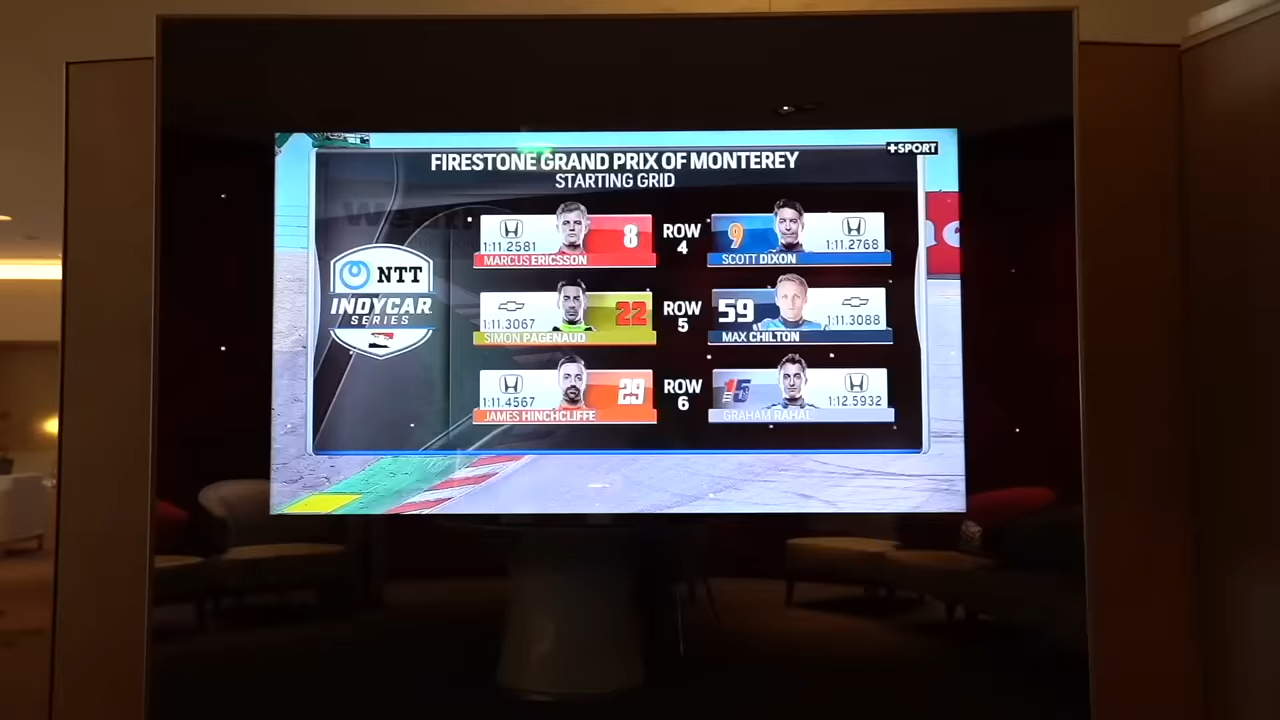 +SPORT
FIRESTONE GRAND PRIX OF MONTEREY
STARTING GRID
1:11.2581
8
MARCUS ERICSSON
ROW
4
9
1:11.2768
SCOTT DIXON
NTT
INDYCAR
SERIES
1:11.3067
22
SIMON PAGENAUD
ROW
5
59
1:11.3088
MAX CHILTON
1:11.4567
29
JAMES HINCHCLIFFE
ROW
6
15
1:12.5932
GRAHAM RAHAL